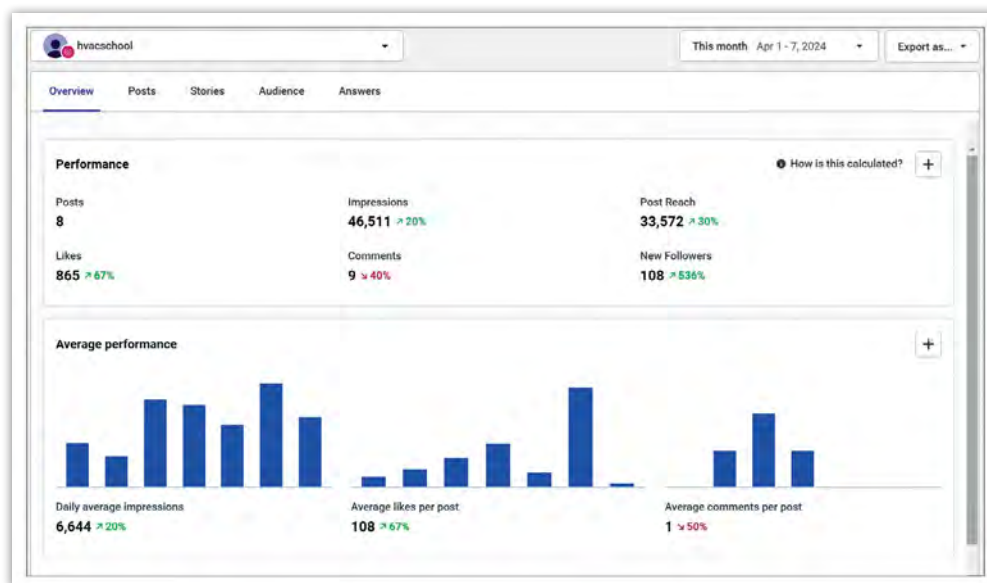 hvacschool
This month Apr 1 - 7, 2024
Export as...
Overview Posts Stories Audience Answers
Performance
How is this calculated?
Posts Impressions Post Reach
8 46,511 ↗ 20% 33,572 ↗ 30%
Likes Comments New Followers
865 ↗ 67% 9 ↘ 40% 108 ↗ 536%
Average performance
Daily average impressions Average likes per post Average comments per post
6,644 ↗ 20% 108 ↗ 67% 1 ↘ 50%